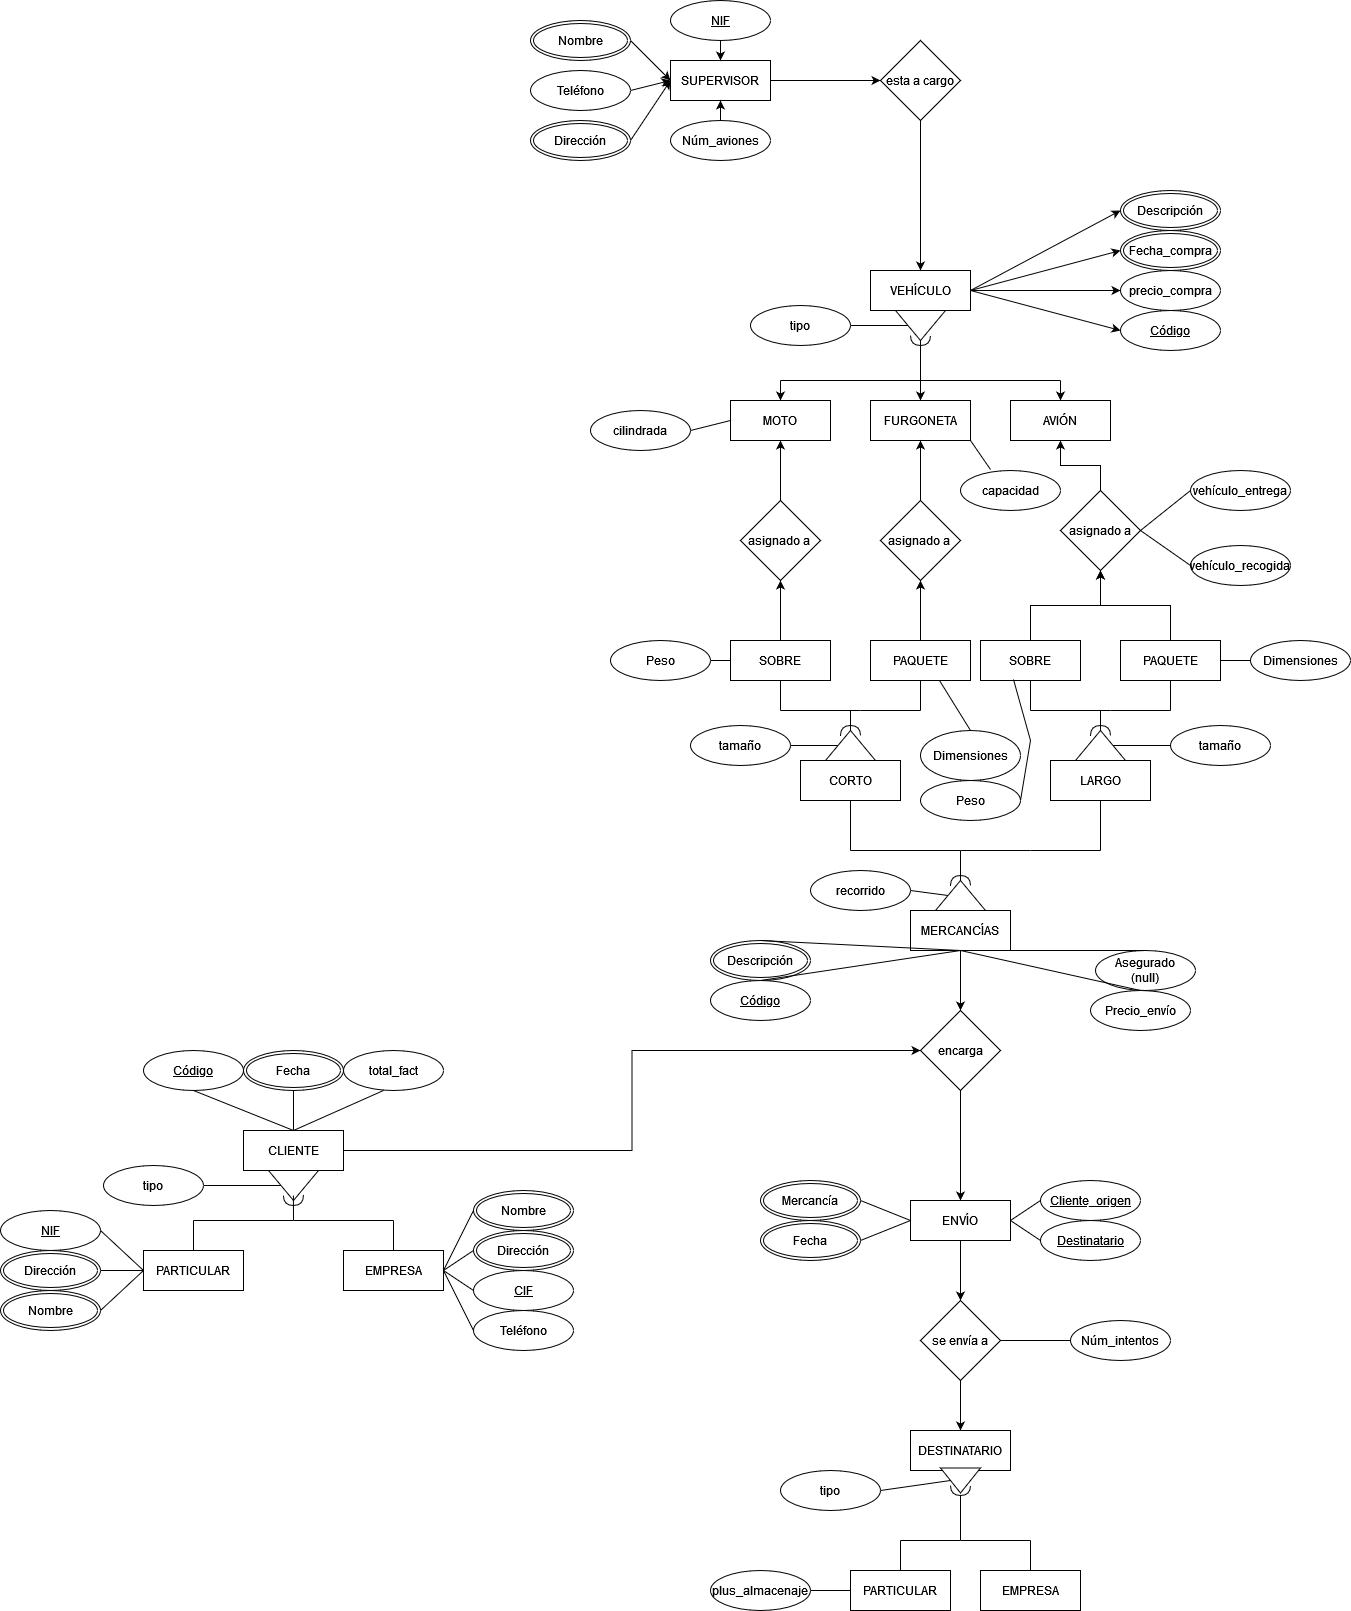 NIF
Nombre
SUPERVISOR
esta a cargo
Teléfono
Dirección
Núm_aviones
Descripción
Fecha_compra
VEHÍCULO
precio_compra
tipo
Código
MOTO
FURGONETA
AVIÓN
cilindrada
capacidad
vehículo_entrega
asignado a
asignado a
asignado a
vehículo_recogida
Peso
SOBRE
PAQUETE
SOBRE
PAQUETE
Dimensiones
tamaño
Dimensiones
tamaño
CORTO
Peso
LARGO
recorrido
MERCANCÍAS
Descripción
Asegurado
(null)
Código
Precio_envío
encarga
Código
Fecha
total_fact
CLIENTE
tipo
Mercancía
Fecha
ENVÍO
Cliente_origen
Destinatario
NIF
Dirección
Nombre
PARTICULAR
EMPRESA
Nombre
Dirección
CIF
Teléfono
se envía a
Núm_intentos
DESTINATARIO
tipo
plus_almacenaje
PARTICULAR
EMPRESA